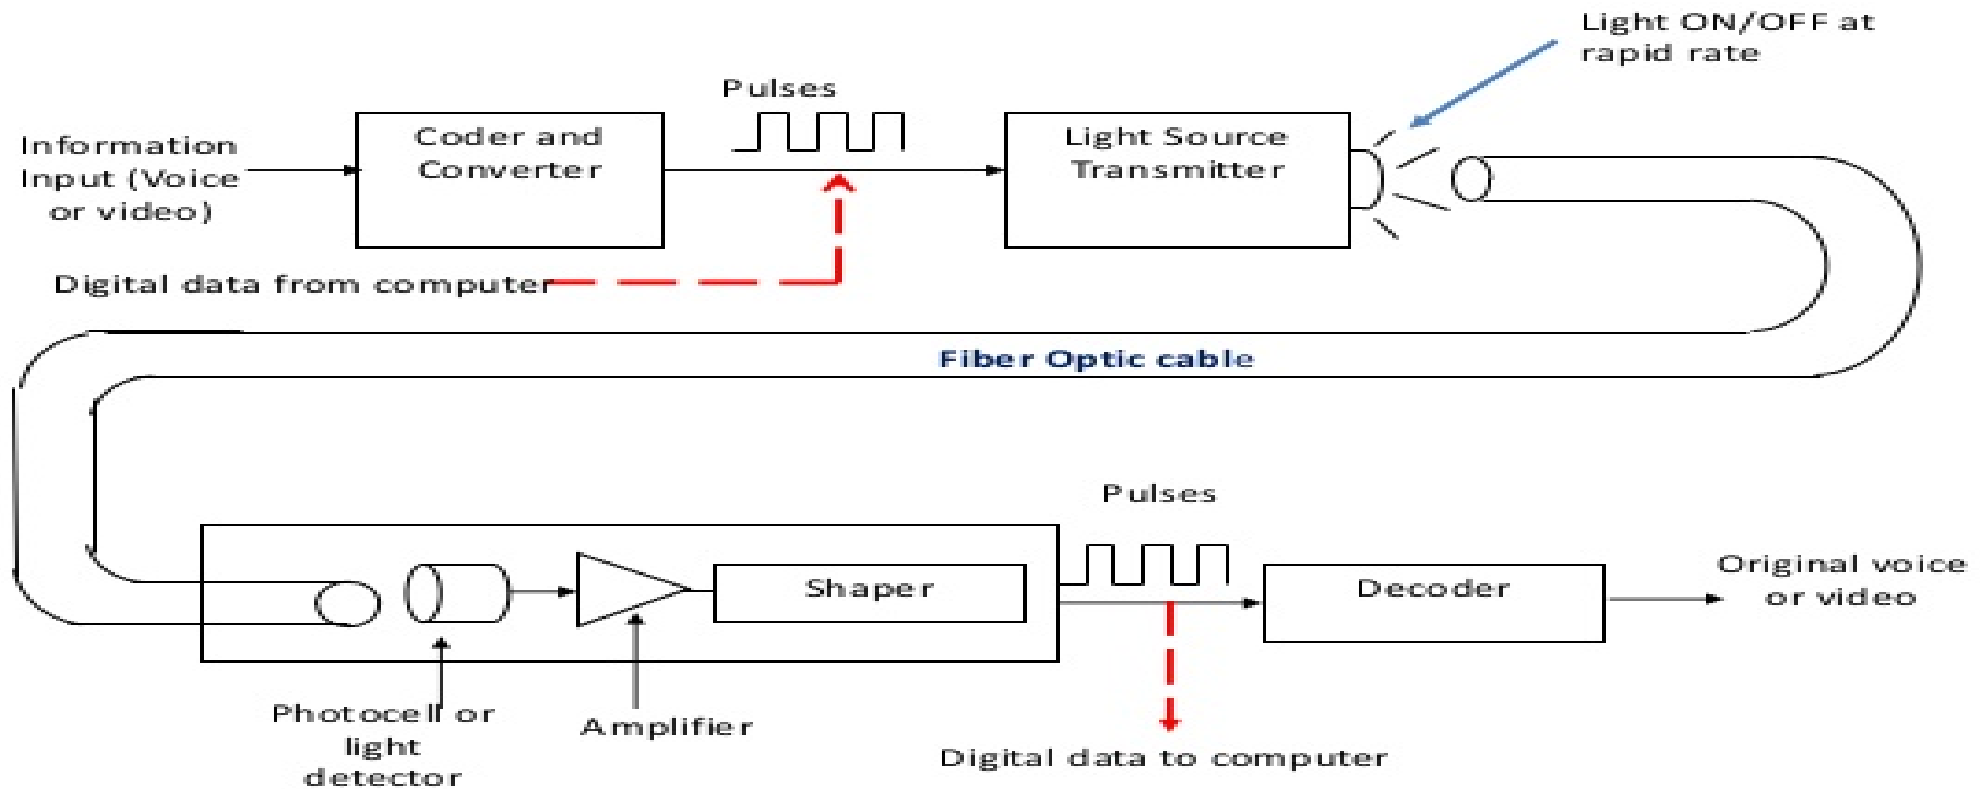 Light ON/OFF at
rapid rate
Pulses
Information
Input (Voice
or video)
Coder and
Converter
Light Source
Transmitter
Digital data from computer
Fiber Optic cable
Pulses
Shaper
Decoder
Original voice
or video
Photocell or
light
detector
Amplifier
Digital data to computer